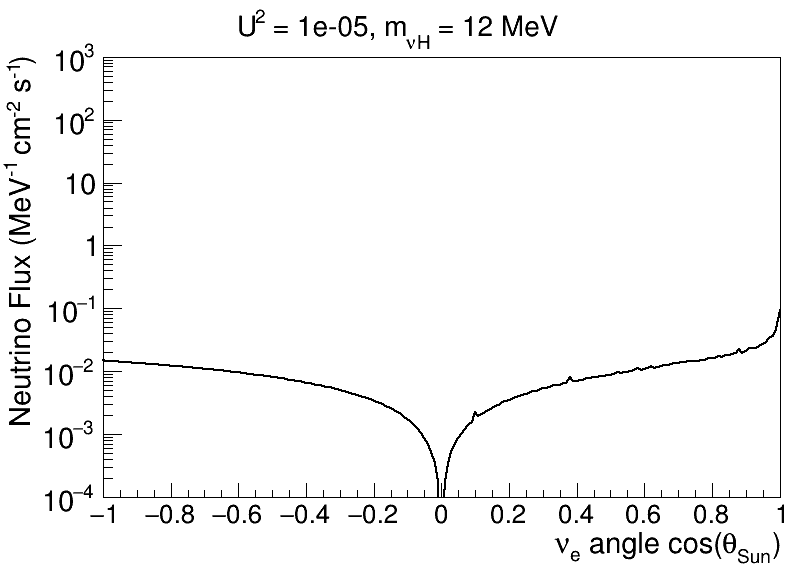 U² = 1e-05, m_νH = 12 MeV
Neutrino Flux (MeV⁻¹ cm⁻² s⁻¹)
10³
10²
10
1
10⁻¹
10⁻²
10⁻³
10⁻⁴
−1 −0.8 −0.6 −0.4 −0.2 0 0.2 0.4 0.6 0.8 1
ν_e angle cos(θ_Sun)